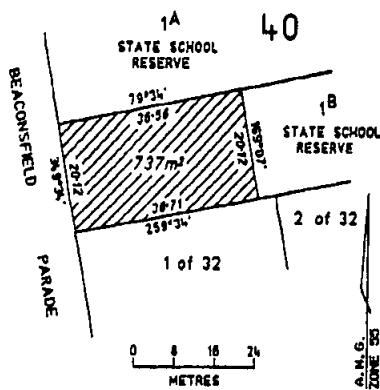 1A
40
STATE SCHOOL
RESERVE
79°34'
36·56
BEACONSFIELD
PARADE
349°34'
20·12
737m²
20·12
169°07'
1B
STATE SCHOOL
RESERVE
36·71
259°34'
2 of 32
1 of 32
0 8 16 24
METRES
A.M.G.
ZONE 55